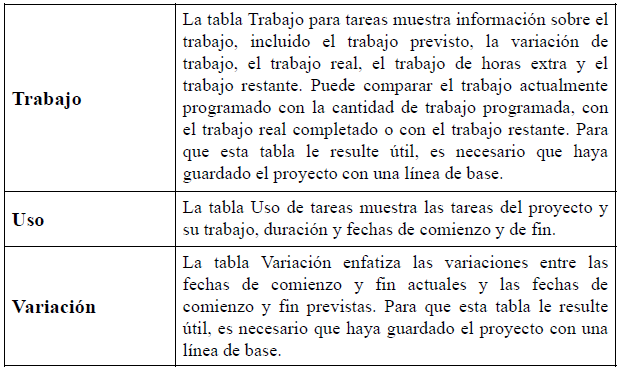 La tabla Trabajo para tareas muestra información sobre el
trabajo, incluido el trabajo previsto, la variación de
trabajo, el trabajo real, el trabajo de horas extra y el
trabajo restante. Puede comparar el trabajo actualmente
Trabajo
programado con la cantidad de trabajo programada, con
el trabajo real completado o con el trabajo restante. Para
que esta tabla le resulte útil, es necesario que haya
guardado el proyecto con una línea de base.
Uso
La tabla Uso de tareas muestra las tareas del proyecto y
su trabajo, duración y fechas de comienzo y de fin.
La tabla Variación enfatiza las variaciones entre las
fechas de comienzo y fin actuales y las fechas de
Variación
comienzo y fin previstas. Para que esta tabla le resulte
útil, es necesario que haya guardado el proyecto con una
línea de base.